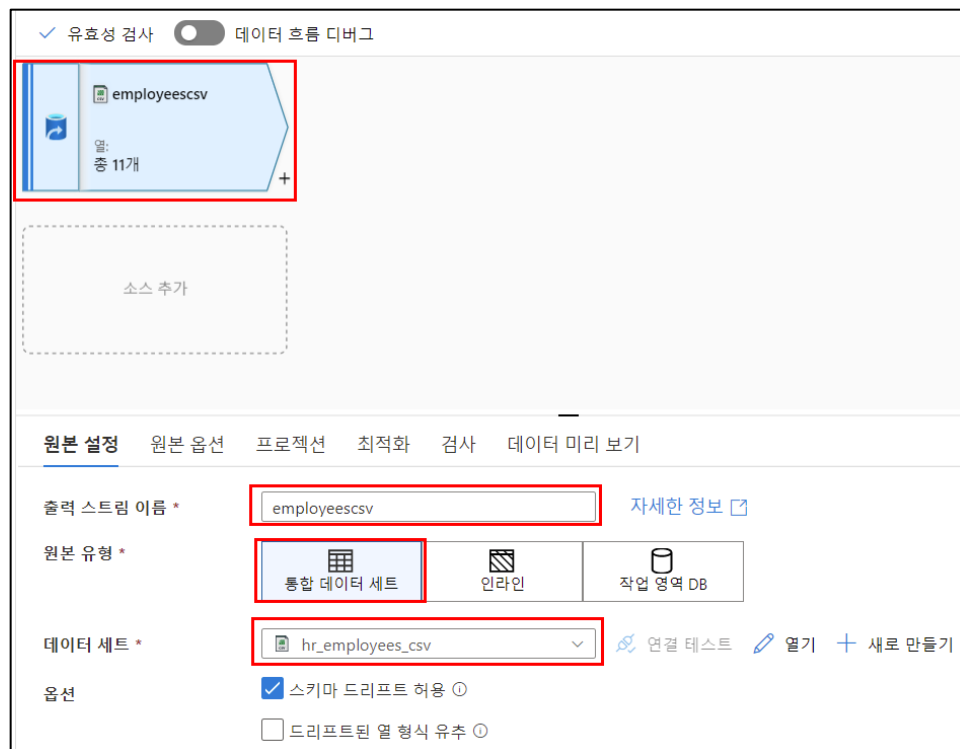 유효성 검사 데이터 흐름 디버그
employeescsv
열:
총 11개
+
소스 추가
원본 설정 원본 옵션 프로젝션 최적화 검사 데이터 미리 보기
출력 스트림 이름 * employeescsv 자세한 정보
원본 유형 * 통합 데이터 세트 인라인 작업 영역 DB
데이터 세트 * hr_employees_csv 연결 테스트 열기 + 새로 만들기
옵션 스키마 드리프트 허용
드리프트된 열 형식 유추